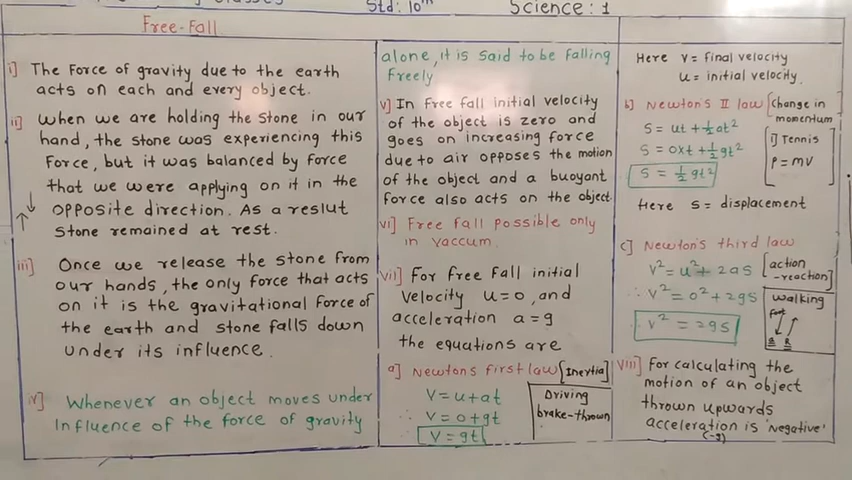 Classes
Std: 10th
Science: 1
Free-Fall
i] The force of gravity due to the earth
acts on each and every object.
ii] when we are holding the stone in our
hand, the stone was experiencing this
force, but it was balanced by force
that we were applying on it in the
opposite direction. As a reslut
stone remained at rest.
iii] Once we release the stone from
our hands, the only force that acts
on it is the gravitational force of
the earth and stone falls down
under its influence.
iv] Whenever an object moves under
influence of the force of gravity
alone, it is said to be falling
freely
v] In free fall initial velocity
of the object is zero and
goes on increasing force
due to air opposes the motion
of the object and a buoyant
force also acts on the object
vi] Free fall possible only
in vaccum.
vii] For free fall initial
velocity u=0, and
acceleration a=g
the equations are
a] Newtons first law [Inertia]
v = u+at
∴ v = 0+gt
v = gt
Driving
brake-thrown
Here v = final velocity
u = initial velocity
b] Newton's II law [change in
momentum
s = ut + ½at²
s = 0xt + ½gt²
s = ½gt²
i] Tennis
p = mv
Here s = displacement
c] Newton's third law
[action
-reaction]
v² = u² + 2as
∴ v² = 0² + 2gs
∴ v² = 2gs
walking
foot
viii] For calculating the
motion of an object
thrown upwards
acceleration is 'negative'
(-g)